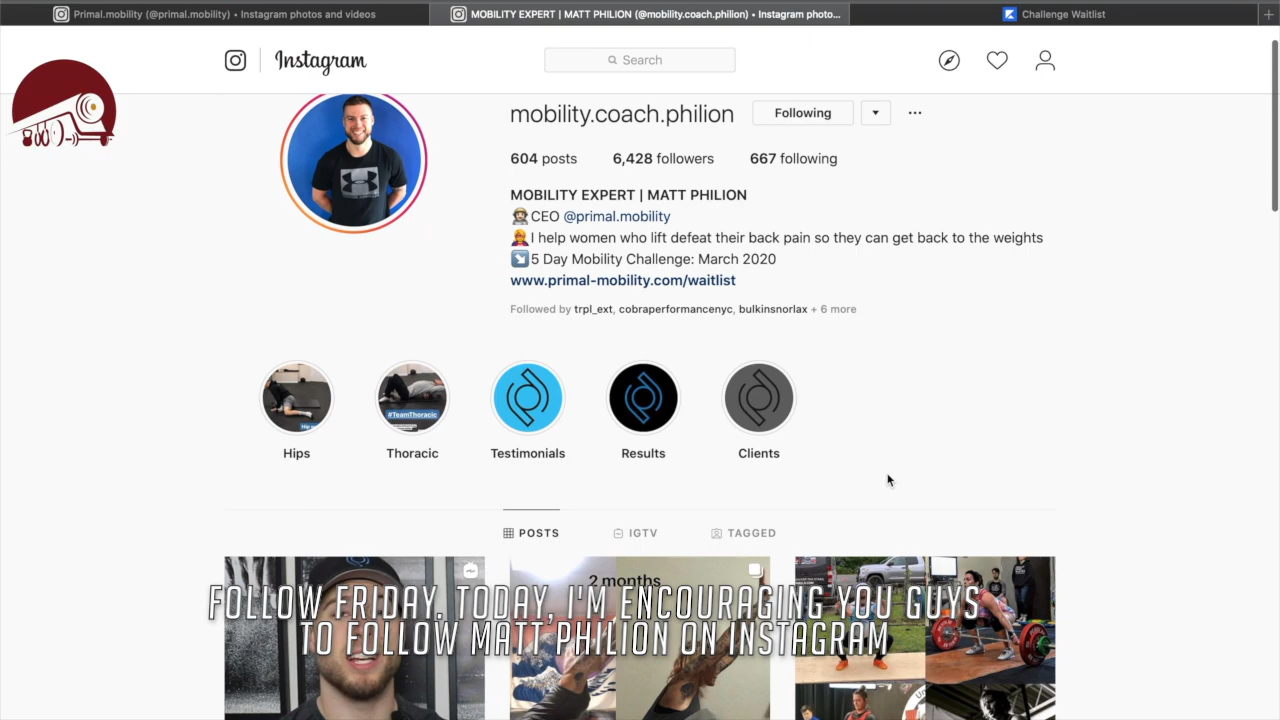 Primal.mobility (@primal.mobility) • Instagram photos and videos
MOBILITY EXPERT | MATT PHILION (@mobility.coach.philion) • Instagram photo...
Challenge Waitlist
Instagram
Search
mobility.coach.philion
Following
604 posts
6,428 followers
667 following
MOBILITY EXPERT | MATT PHILION
CEO @primal.mobility
I help women who lift defeat their back pain so they can get back to the weights
5 Day Mobility Challenge: March 2020
www.primal-mobility.com/waitlist
Followed by trpl_ext, cobraperformancenyc, bulkinsnorlax + 6 more
#TeamThoracic
Hips
Thoracic
Testimonials
Results
Clients
POSTS
IGTV
TAGGED
2 months
FOLLOW FRIDAY. TODAY, I'M ENCOURAGING YOU GUYS
TO FOLLOW MATT PHILION ON INSTAGRAM